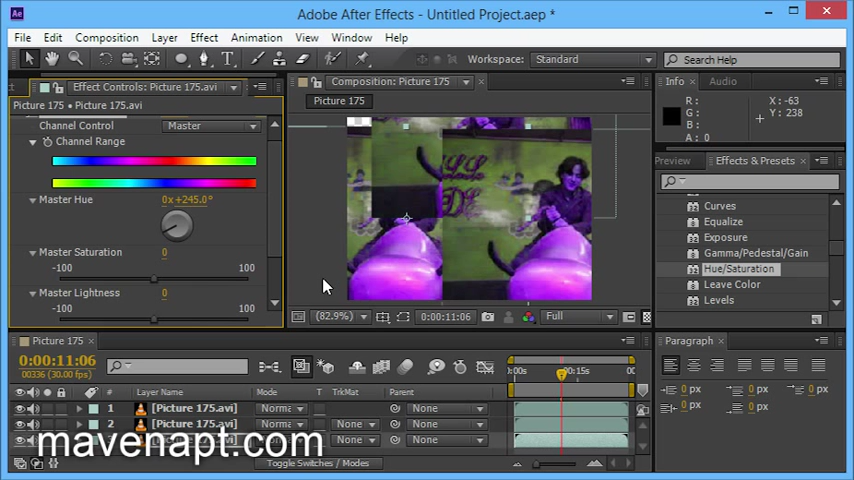 Ae
Adobe After Effects - Untitled Project.aep *
File Edit Composition Layer Effect Animation View Window Help
Workspace: Standard
Search Help
Effect Controls: Picture 175.avi
Composition: Picture 175
Info Audio
Picture 175 • Picture 175.avi
Picture 175
R:
G:
B:
A: 0
X: -63
Y: 238
Channel Control Master
Channel Range
Master Hue 0x+245.0°
Master Saturation 0
-100 100
Master Lightness 0
-100 100
Preview Effects & Presets
Curves
Equalize
Exposure
Gamma/Pedestal/Gain
Hue/Saturation
Leave Color
Levels
(82.9%) 0:00:11:06 Full
Picture 175
0:00:11:06
00336 (30.00 fps)
:00s 00:15s 00:
# Layer Name Mode T TrkMat Parent
1 [Picture 175.avi] Norma None
2 [Picture 175.avi] Norma None None
[Picture 175.avi] Norma None None
Toggle Switches / Modes
Paragraph
0 px 0 px 0 px
0 px 0 px
mavenapt.com